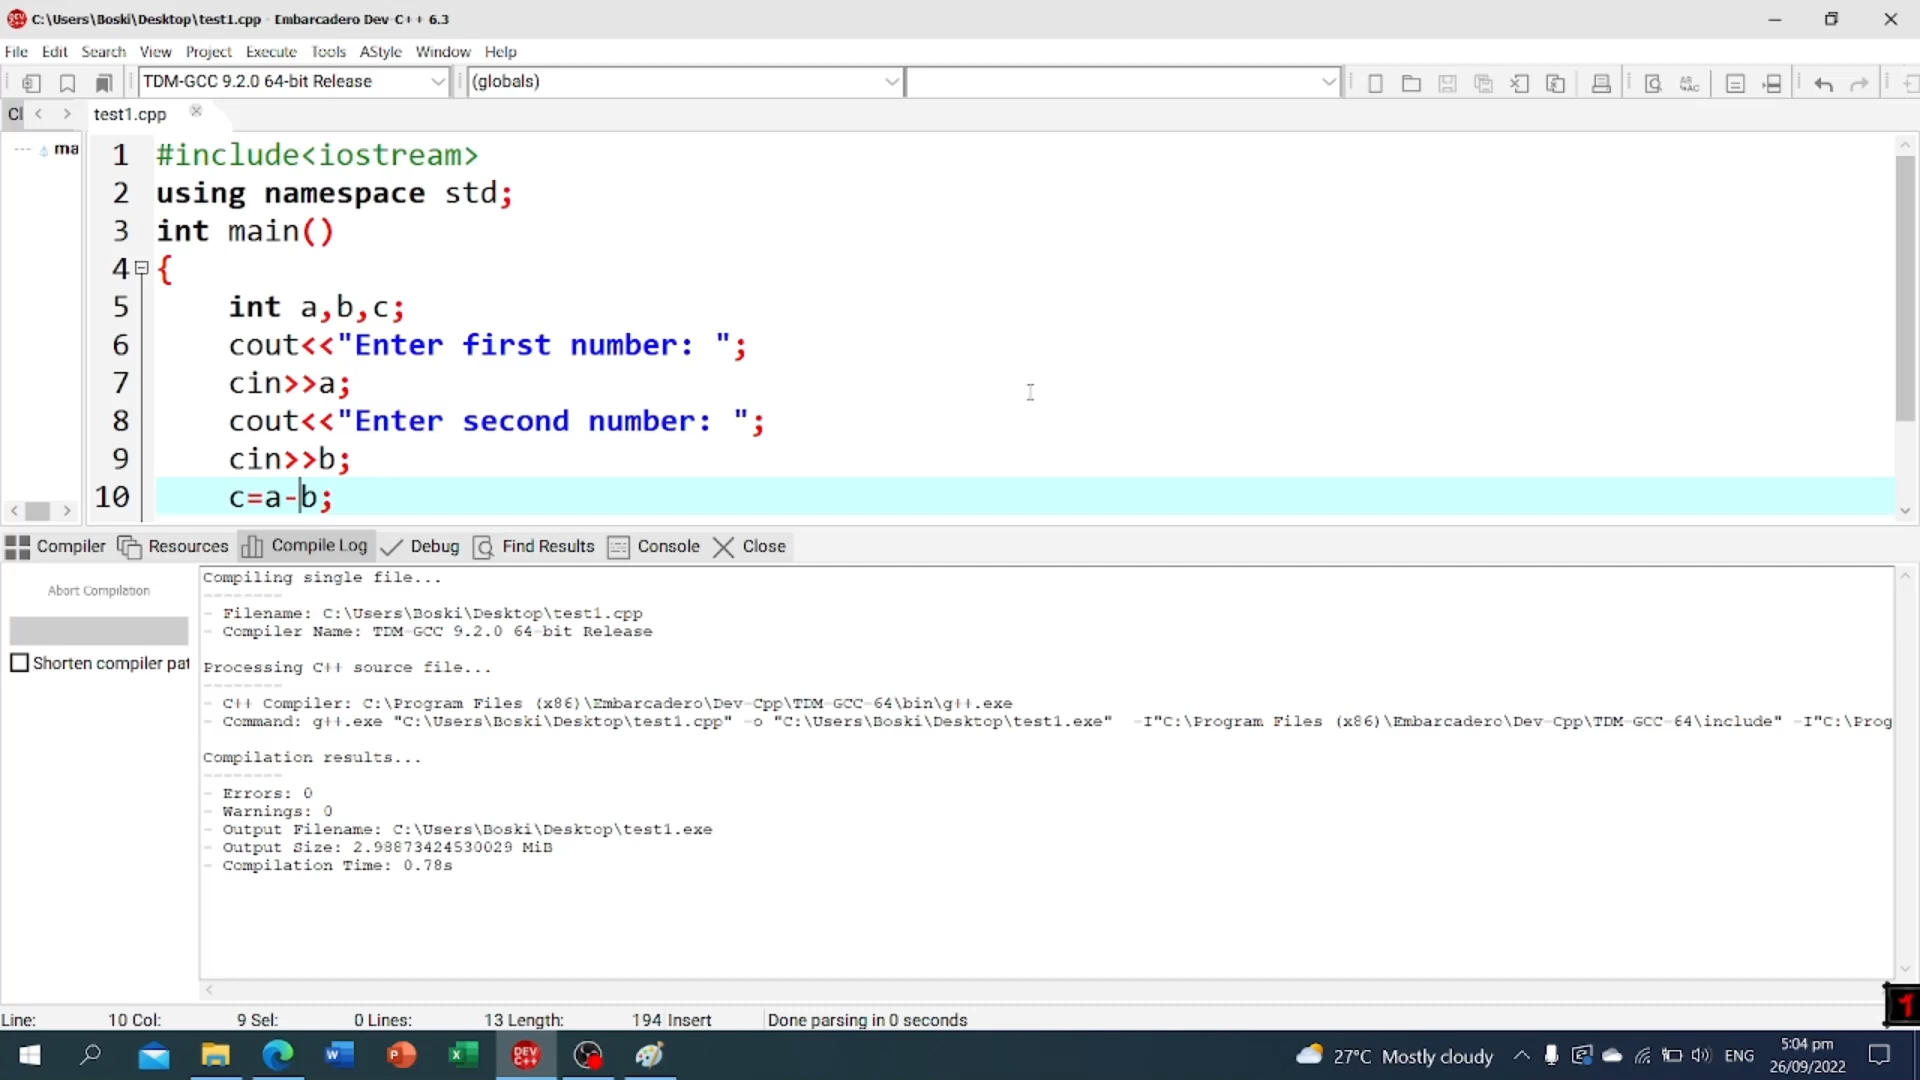 C:\Users\Boski\Desktop\test1.cpp - Embarcadero Dev-C++ 6.3
File Edit Search View Project Execute Tools AStyle Window Help
TDM-GCC 9.2.0 64-bit Release (globals)
Cl test1.cpp
ma
1 #include<iostream>
2 using namespace std;
3 int main()
4 {
5 int a,b,c;
6 cout<<"Enter first number: ";
7 cin>>a;
8 cout<<"Enter second number: ";
9 cin>>b;
10 c=a-b;
Compiler Resources Compile Log Debug Find Results Console Close
Abort Compilation
Shorten compiler pat
Compiling single file...
--------
- Filename: C:\Users\Boski\Desktop\test1.cpp
- Compiler Name: TDM-GCC 9.2.0 64-bit Release
Processing C++ source file...
--------
- C++ Compiler: C:\Program Files (x86)\Embarcadero\Dev-Cpp\TDM-GCC-64\bin\g++.exe
- Command: g++.exe "C:\Users\Boski\Desktop\test1.cpp" -o "C:\Users\Boski\Desktop\test1.exe" -I"C:\Program Files (x86)\Embarcadero\Dev-Cpp\TDM-GCC-64\include" -I"C:\Prog
Compilation results...
--------
- Errors: 0
- Warnings: 0
- Output Filename: C:\Users\Boski\Desktop\test1.exe
- Output Size: 2.98873424530029 MiB
- Compilation Time: 0.78s
Line: 10 Col: 9 Sel: 0 Lines: 13 Length: 194 Insert Done parsing in 0 seconds
1
DEV C++
27°C Mostly cloudy ENG 5:04 pm
26/09/2022